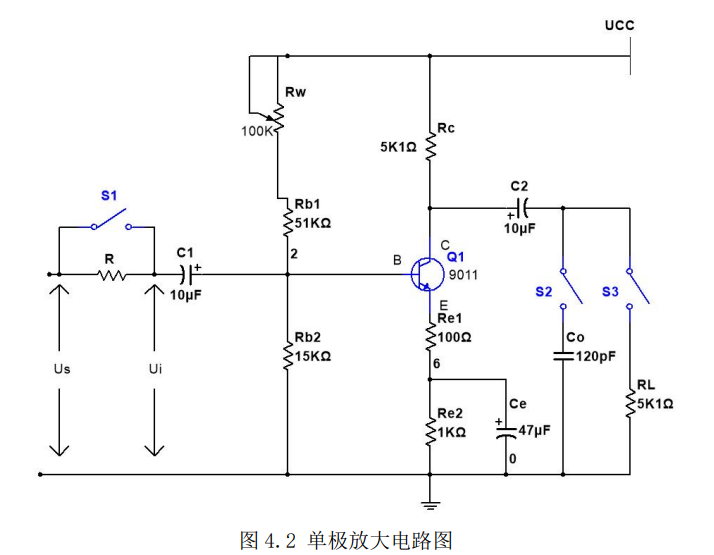 UCC
Rw
100K
Rc
5K1Ω
S1
Rb1
51KΩ
C2
10μF
R
C1
10μF
2
B
C
Q1
9011
E
S2
S3
Re1
100Ω
Us
Ui
Rb2
15KΩ
6
Co
120pF
Re2
1KΩ
Ce
47μF
0
RL
5K1Ω
图 4.2 单极放大电路图